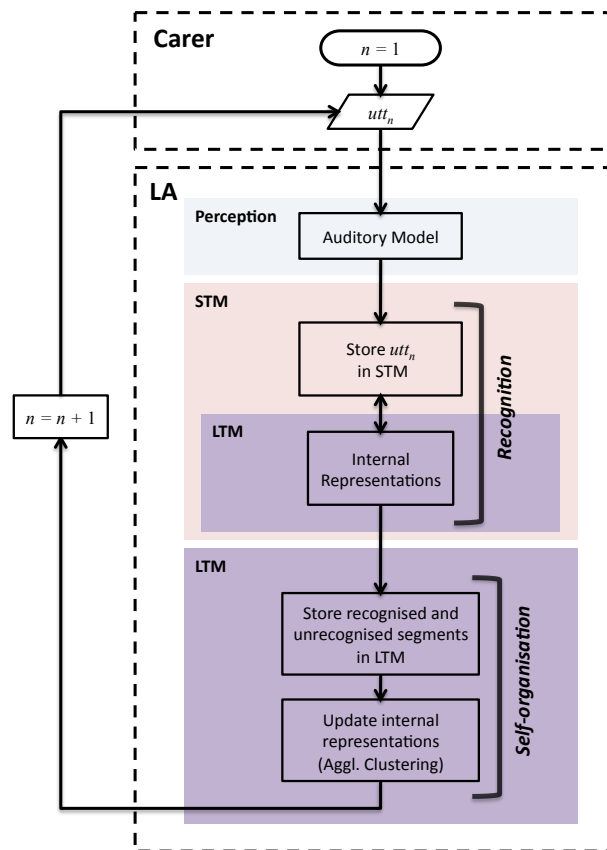 Carer
n = 1
utt_n
LA
Perception
Auditory Model
STM
Store utt_n
in STM
n = n + 1
LTM
Internal
Representations
Recognition
LTM
Store recognised and
unrecognised segments
in LTM
Update internal
representations
(Aggl. Clustering)
Self-organisation